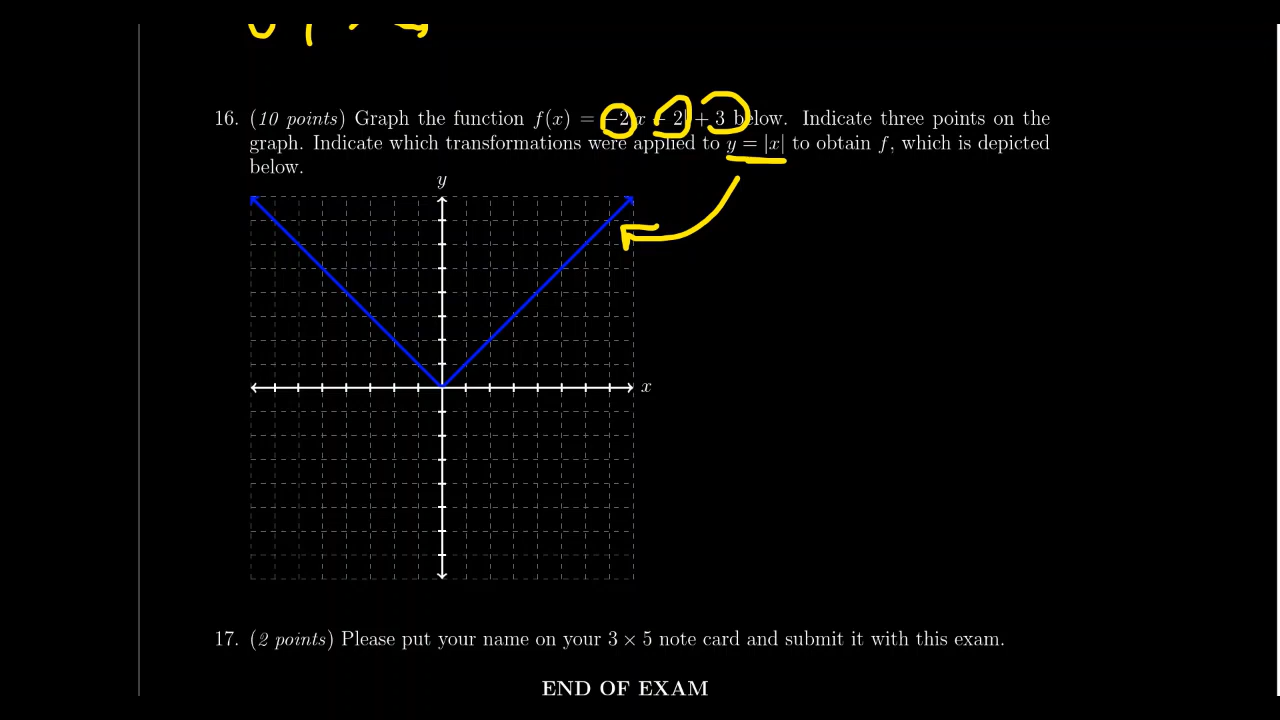 16. (10 points) Graph the function f(x) = −2|x − 2| + 3 below. Indicate three points on the
graph. Indicate which transformations were applied to y = |x| to obtain f, which is depicted
below.
y
x
17. (2 points) Please put your name on your 3 × 5 note card and submit it with this exam.
END OF EXAM